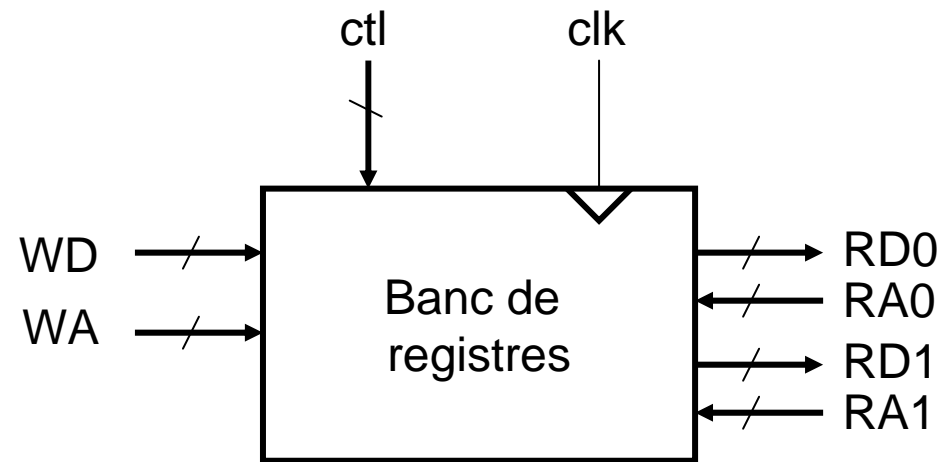 ctl
clk
WD
WA
Banc de
registres
RD0
RA0
RD1
RA1